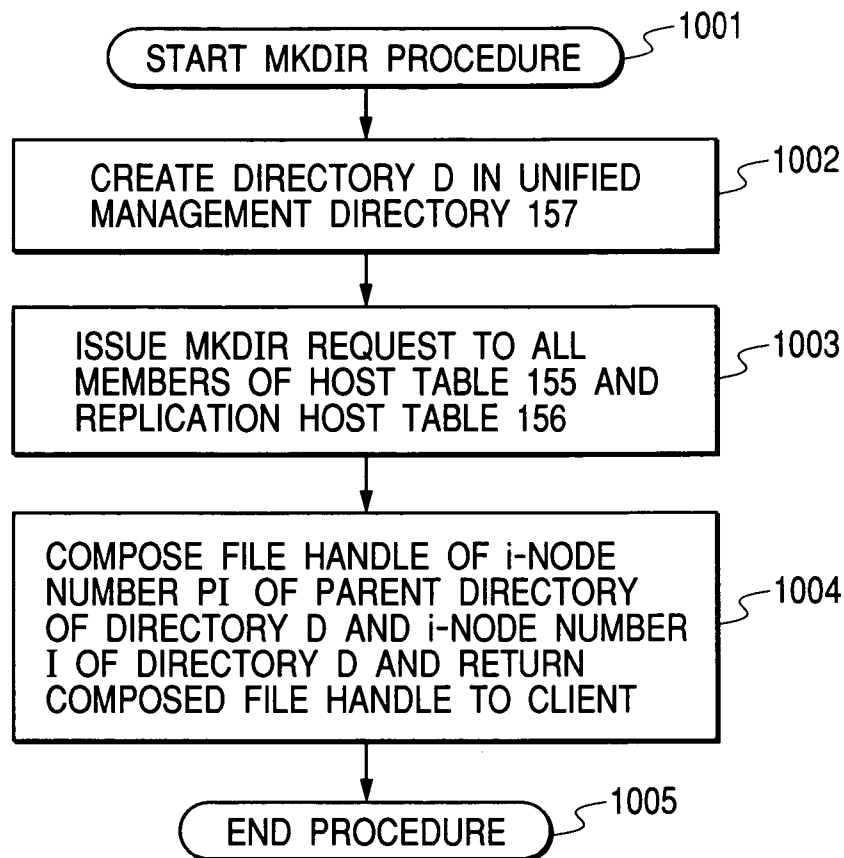 START MKDIR PROCEDURE
1001
CREATE DIRECTORY D IN UNIFIED
MANAGEMENT DIRECTORY 157
1002
ISSUE MKDIR REQUEST TO ALL
MEMBERS OF HOST TABLE 155 AND
REPLICATION HOST TABLE 156
1003
COMPOSE FILE HANDLE OF i-NODE
NUMBER PI OF PARENT DIRECTORY
OF DIRECTORY D AND i-NODE NUMBER
I OF DIRECTORY D AND RETURN
COMPOSED FILE HANDLE TO CLIENT
1004
END PROCEDURE
1005